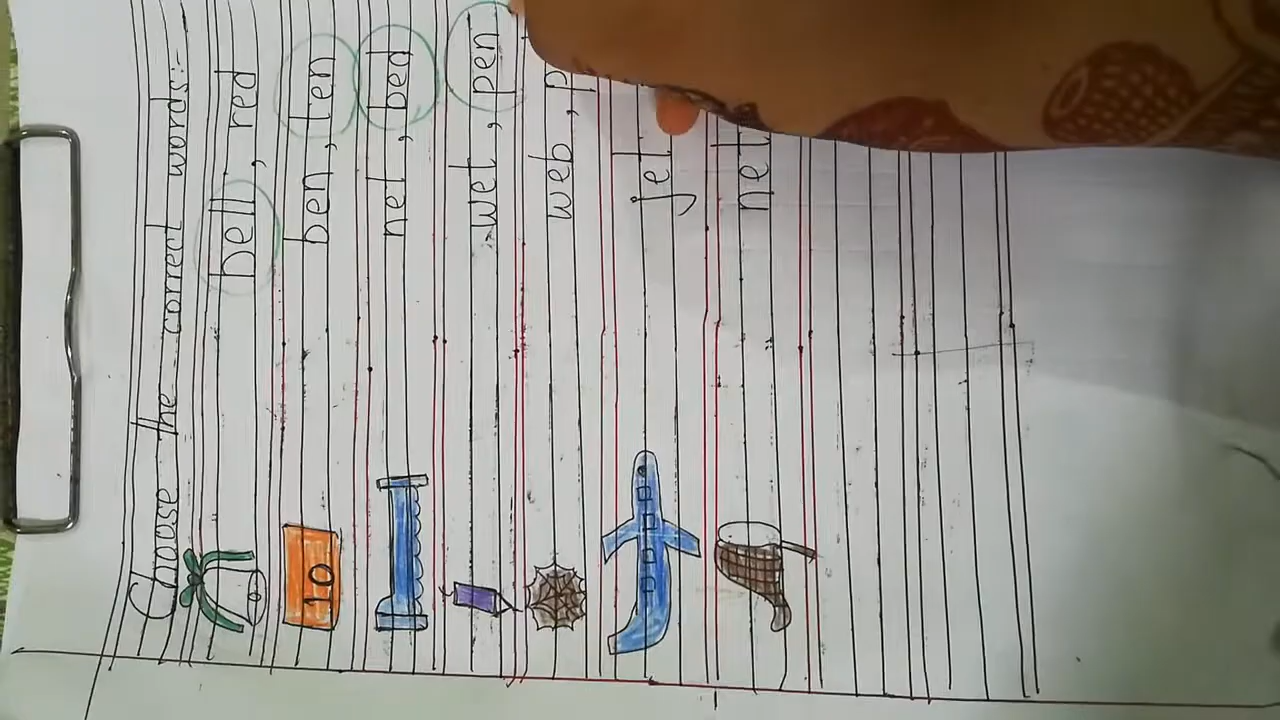 Choose the correct words:-
bell, red
10 ben, ten
net, bed
wet, pen
web, p
jet
net